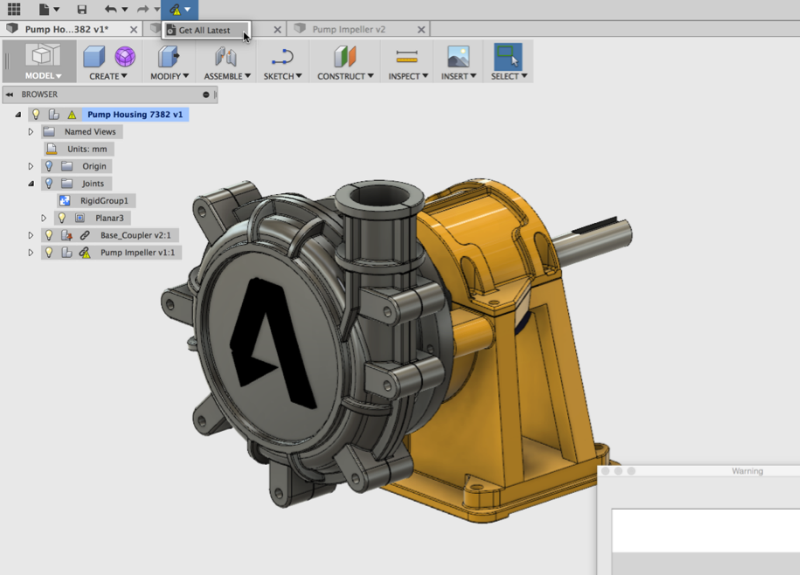 Get All Latest
Pump Ho...382 v1*
Pump Impeller v2
MODEL
CREATE
MODIFY
ASSEMBLE
SKETCH
CONSTRUCT
INSPECT
INSERT
SELECT
BROWSER
Pump Housing 7382 v1
Named Views
Units: mm
Origin
Joints
RigidGroup1
Planar3
Base_Coupler v2:1
Pump Impeller v1:1
Warning